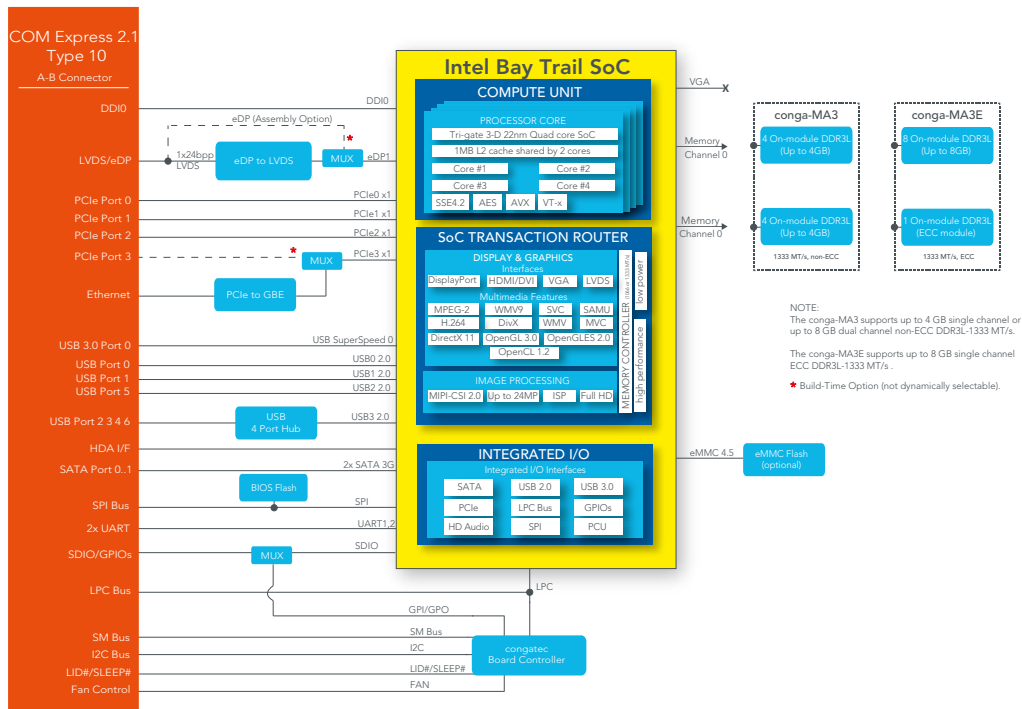 COM Express 2.1
Type 10
A-B Connector
DDI0
LVDS/eDP
PCIe Port 0
PCIe Port 1
PCIe Port 2
PCIe Port 3
Ethernet
USB 3.0 Port 0
USB Port 0
USB Port 1
USB Port 5
USB Port 2 3 4 6
HDA I/F
SATA Port 0..1
SPI Bus
2x UART
SDIO/GPIOs
LPC Bus
SM Bus
I2C Bus
LID#/SLEEP#
Fan Control
DDI0
eDP (Assembly Option)
*
1x24bpp
LVDS
eDP to LVDS
MUX
eDP1
PCIe0 x1
PCIe1 x1
PCIe2 x1
*
MUX
PCIe3 x1
PCIe to GBE
USB SuperSpeed 0
USB0 2.0
USB1 2.0
USB2 2.0
USB
4 Port Hub
USB3 2.0
2x SATA 3G
BIOS Flash
SPI
UART1,2
SDIO
MUX
LPC
GPI/GPO
SM Bus
I2C
LID#/SLEEP#
FAN
congatec
Board Controller
Intel Bay Trail SoC
COMPUTE UNIT
PROCESSOR CORE
Tri-gate 3-D 22nm Quad core SoC
1MB L2 cache shared by 2 cores
Core #1
Core #2
Core #3
Core #4
SSE4.2
AES
AVX
VT-x
SoC TRANSACTION ROUTER
DISPLAY & GRAPHICS
Interfaces
DisplayPort
HDMI/DVI
VGA
LVDS
Multimedia Features
MPEG-2
WMV9
SVC
SAMU
H.264
DivX
WMV
MVC
DirectX 11
OpenGL 3.0
OpenGLES 2.0
OpenCL 1.2
IMAGE PROCESSING
MIPI-CSI 2.0
Up to 24MP
ISP
Full HD
MEMORY CONTROLLER
low power
high performance
INTEGRATED I/O
Integrated I/O Interfaces
SATA
USB 2.0
USB 3.0
PCIe
LPC Bus
GPIOs
HD Audio
SPI
PCU
VGA
X
Memory
Channel 0
Memory
Channel 0
eMMC 4.5
eMMC Flash
(optional)
conga-MA3
4 On-module DDR3L
(Up to 4GB)
4 On-module DDR3L
(Up to 4GB)
1333 MT/s, non-ECC
conga-MA3E
8 On-module DDR3L
(Up to 8GB)
1 On-module DDR3L
(ECC module)
1333 MT/s, ECC
NOTE:
The conga-MA3 supports up to 4 GB single channel or
up to 8 GB dual channel non-ECC DDR3L-1333 MT/s.
The conga-MA3E supports up to 8 GB single channel
ECC DDR3L-1333 MT/s .
* Build-Time Option (not dynamically selectable).